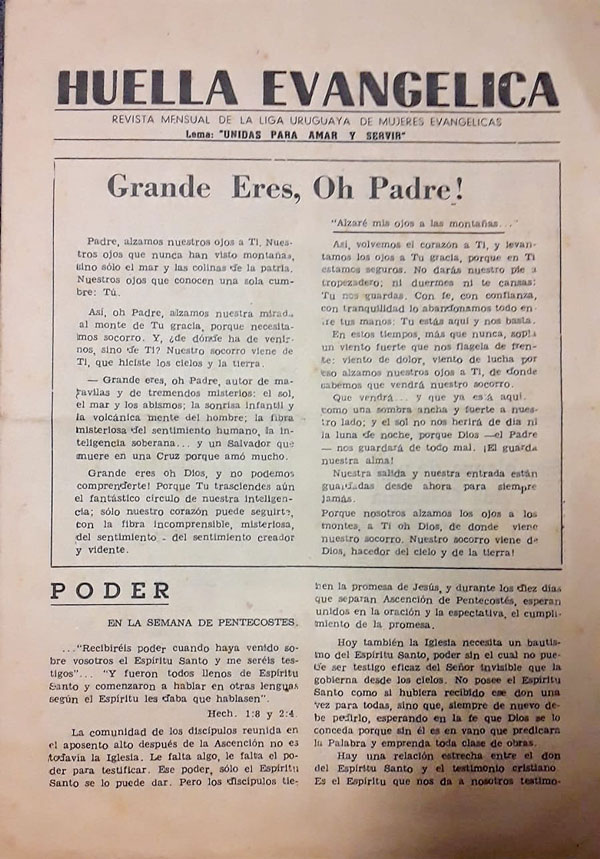 HUELLA EVANGELICA
REVISTA MENSUAL DE LA LIGA URUGUAYA DE MUJERES EVANGELICAS
Lema: "UNIDAS PARA AMAR Y SERVIR"
Grande Eres, Oh Padre!
Padre, alzamos nuestros ojos a Ti. Nues-
tros ojos que nunca han visto montañas,
sino sólo el mar y las colinas de la patria.
Nuestros ojos que conocen una sola cum-
bre: Tú.
Así, oh Padre, alzamos nuestra mirada
al monte de Tu gracia, porque necesita-
mos socorro. Y, ¿de dónde ha de venir-
nos, sino de Ti? Nuestro socorro viene de
Ti, que hiciste los cielos y la tierra.
— Grande eres, oh Padre, autor de ma-
ravilas y de tremendos misterios: el sol,
el mar y los abismos; la sonrisa infantil y
la volcánica mente del hombre; la fibra
misteriosa del sentimiento humano, la in-
teligencia soberana... y un Salvador que
muere en una Cruz porque amó mucho.
Grande eres oh Dios, y no podemos
comprenderte! Porque Tu trasciendes aún
el fantástico círculo de nuestra inteligen-
cia; sólo nuestro corazón puede seguirte,
con la fibra incomprensible, misteriosa,
del sentimiento - del sentimiento creador
y vidente.
"Alzaré mis ojos a las montañas..."
Así, volvemos el corazón a Ti, y levan-
tamos los ojos a Tu gracia, porque en Ti
estamos seguros. No darás nuestro pie a
tropezadero; ni duermes ni te cansas:
Tu nos guardas. Con fe, con confianza,
con tranquilidad lo abandonamos todo en-
tre tus manos: Tu estás aquí y nos basta.
En estos tiempos, más que nunca, sopla
un viento fuerte que nos flagela de fren-
te: viento de dolor, viento de lucha por
eso alzamos nuestros ojos a Ti, de donde
sabemos que vendrá nuestro socorro.
Que vendrá... y que ya está aquí.
como una sombra ancha y fuerte a nues-
tro lado; y el sol no nos herirá de día ni
la luna de noche, porque Dios —el Padre
— nos guardará de todo mal. ¡El guarda
nuestra alma!
Nuestra salida y nuestra entrada están
guardadas desde ahora para siempre
jamás.
Porque nosotros alzamos los ojos a los
montes, a Ti oh Dios, de donde viene
nuestro socorro. Nuestro socorro viene de
Dios, hacedor del cielo y de la tierra!
PODER
EN LA SEMANA DE PENTECOSTES.
..."Recibiréis poder cuando haya venido so-
bre vosotros el Espíritu Santo y me seréis tes-
tigos"... "Y fueron todos llenos de Espíritu
Santo y comenzaron a hablar en otras lenguas
según el Espíritu les daba que hablasen".
Hech. 1:8 y 2:4.
La comunidad de los discípulos reunida en
el aposento alto después de la Ascención no es
todavía la Iglesia. Le falta algo, le falta el po-
der para testificar. Ese poder, sólo el Espíritu
Santo se lo puede dar. Pero los discípulos tie-
nen la promesa de Jesús, y durante los diez días
que separan Ascención de Pentecostés, esperan
unidos en la oración y la espectativa, el cumpli-
miento de la promesa.
Hoy también la Iglesia necesita un bautis-
mo del Espíritu Santo, poder sin el cual no pue-
de ser testigo eficaz del Señor invisible que la
gobierna desde los cielos. No posee el Espíritu
Santo como si hubiera recibido ese don una
vez para todas, sino que, siempre de nuevo de-
be pedirlo, esperando en la fe que Dios se lo
conceda porque sin él es en vano que predicara
la Palabra y emprenda toda clase de obras.
Hay una relación estrecha entre el don
del Espíritu Santo y el testimonio cristiano.
Es el Espíritu que nos da a nosotros testimo-